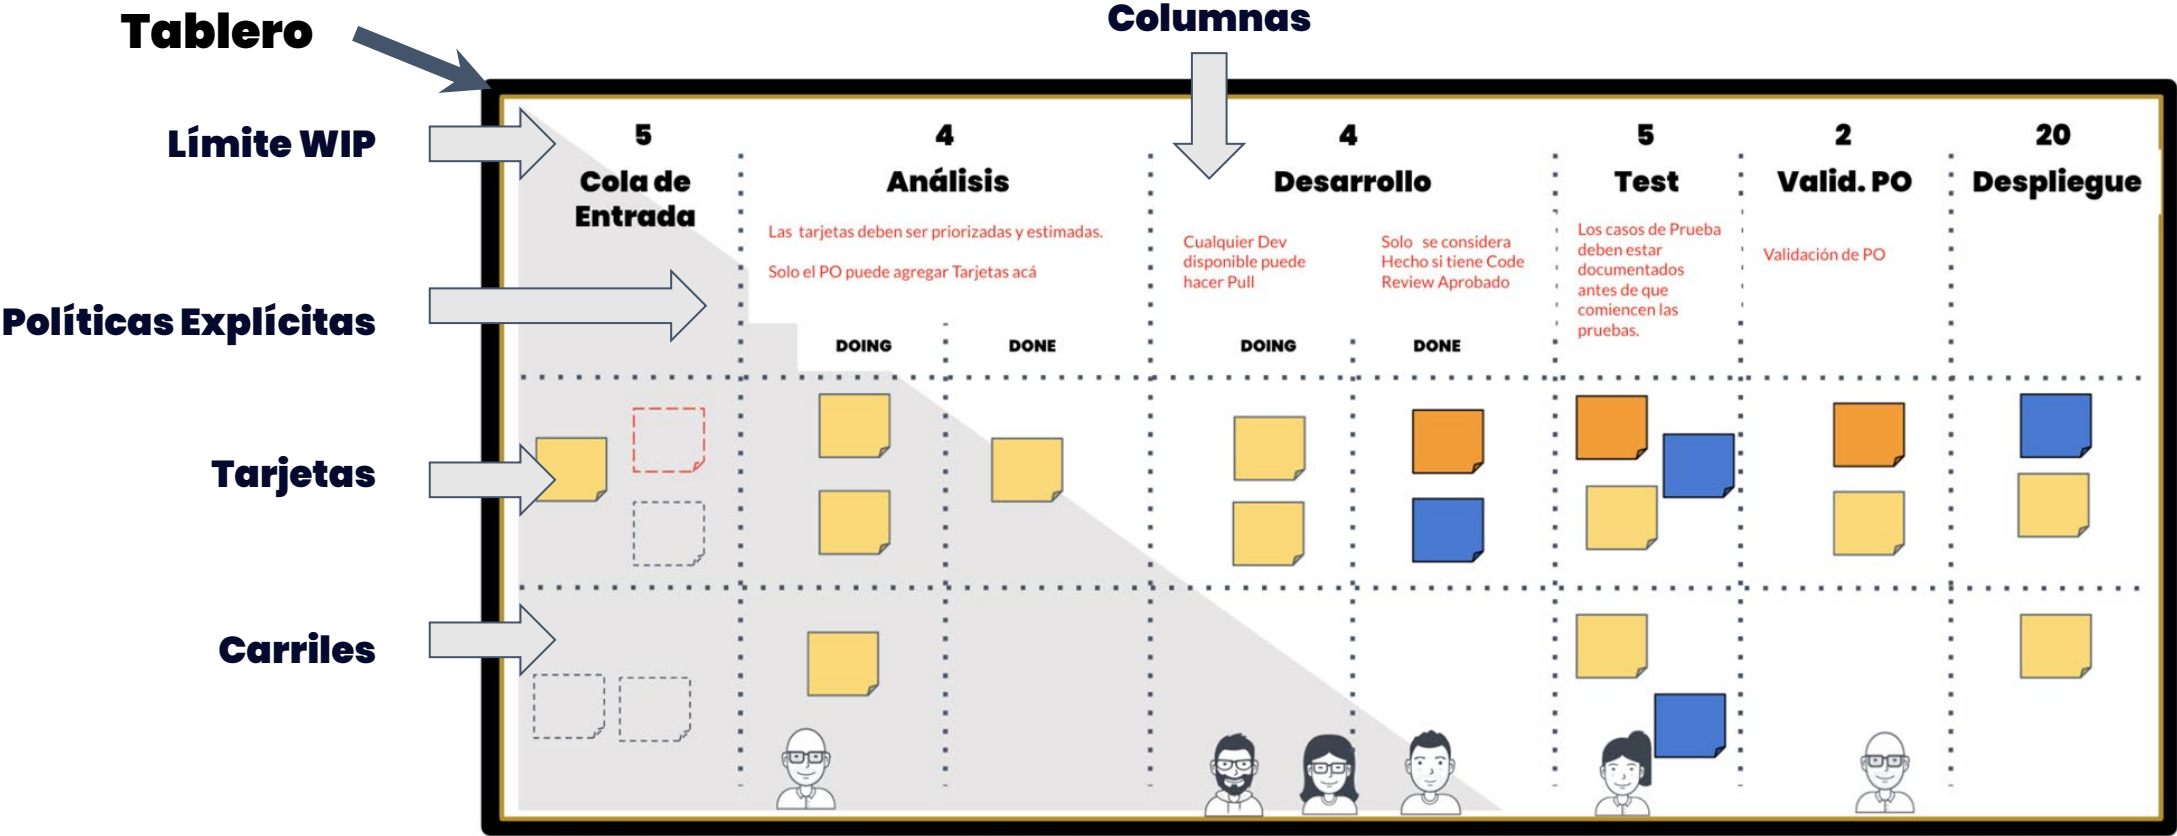 Tablero
Columnas
Límite WIP
Políticas Explícitas
Tarjetas
Carriles
5
Cola de
Entrada
4
Análisis
Las tarjetas deben ser priorizadas y estimadas.
Solo el PO puede agregar Tarjetas acá
DOING
DONE
4
Desarrollo
Cualquier Dev
disponible puede
hacer Pull
Solo se considera
Hecho si tiene Code
Review Aprobado
DOING
DONE
5
Test
Los casos de Prueba
deben estar
documentados
antes de que
comiencen las
pruebas.
2
Valid. PO
Validación de PO
20
Despliegue